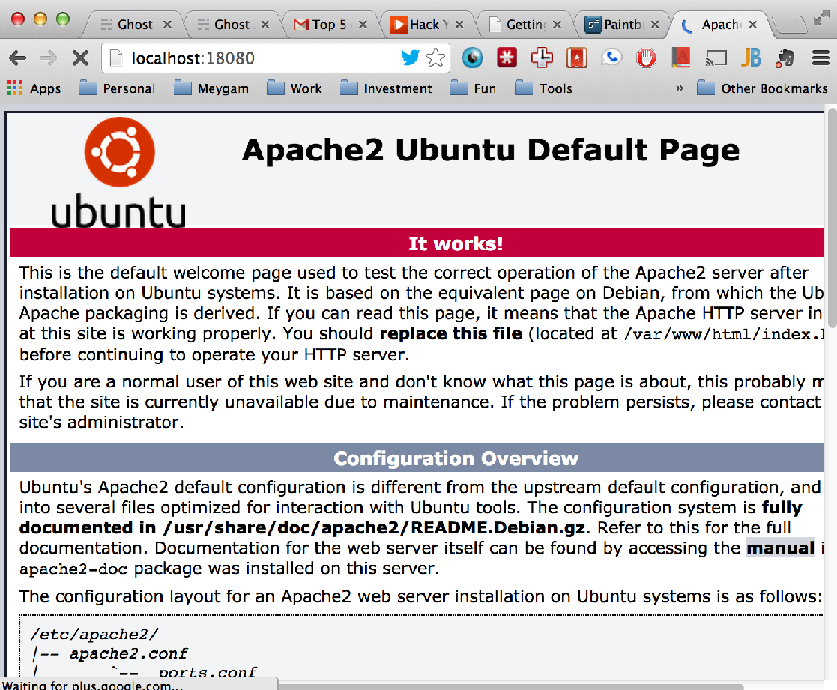 Ghost
Ghost
Top 5
Hack Y
Gettin
Paintb
Apache
localhost:18080
Apps Personal Meygam Work Investment Fun Tools » Other Bookmarks
ubuntu
Apache2 Ubuntu Default Page
It works!
This is the default welcome page used to test the correct operation of the Apache2 server after
installation on Ubuntu systems. It is based on the equivalent page on Debian, from which the Ub
Apache packaging is derived. If you can read this page, it means that the Apache HTTP server in
at this site is working properly. You should replace this file (located at /var/www/html/index.
before continuing to operate your HTTP server.
If you are a normal user of this web site and don't know what this page is about, this probably m
that the site is currently unavailable due to maintenance. If the problem persists, please contact
site's administrator.
Configuration Overview
Ubuntu's Apache2 default configuration is different from the upstream default configuration, and
into several files optimized for interaction with Ubuntu tools. The configuration system is fully
documented in /usr/share/doc/apache2/README.Debian.gz. Refer to this for the full
documentation. Documentation for the web server itself can be found by accessing the manual i
apache2-doc package was installed on this server.
The configuration layout for an Apache2 web server installation on Ubuntu systems is as follows:
/etc/apache2/
|-- apache2.conf
| `-- ports.conf
Waiting for plus.google.com...